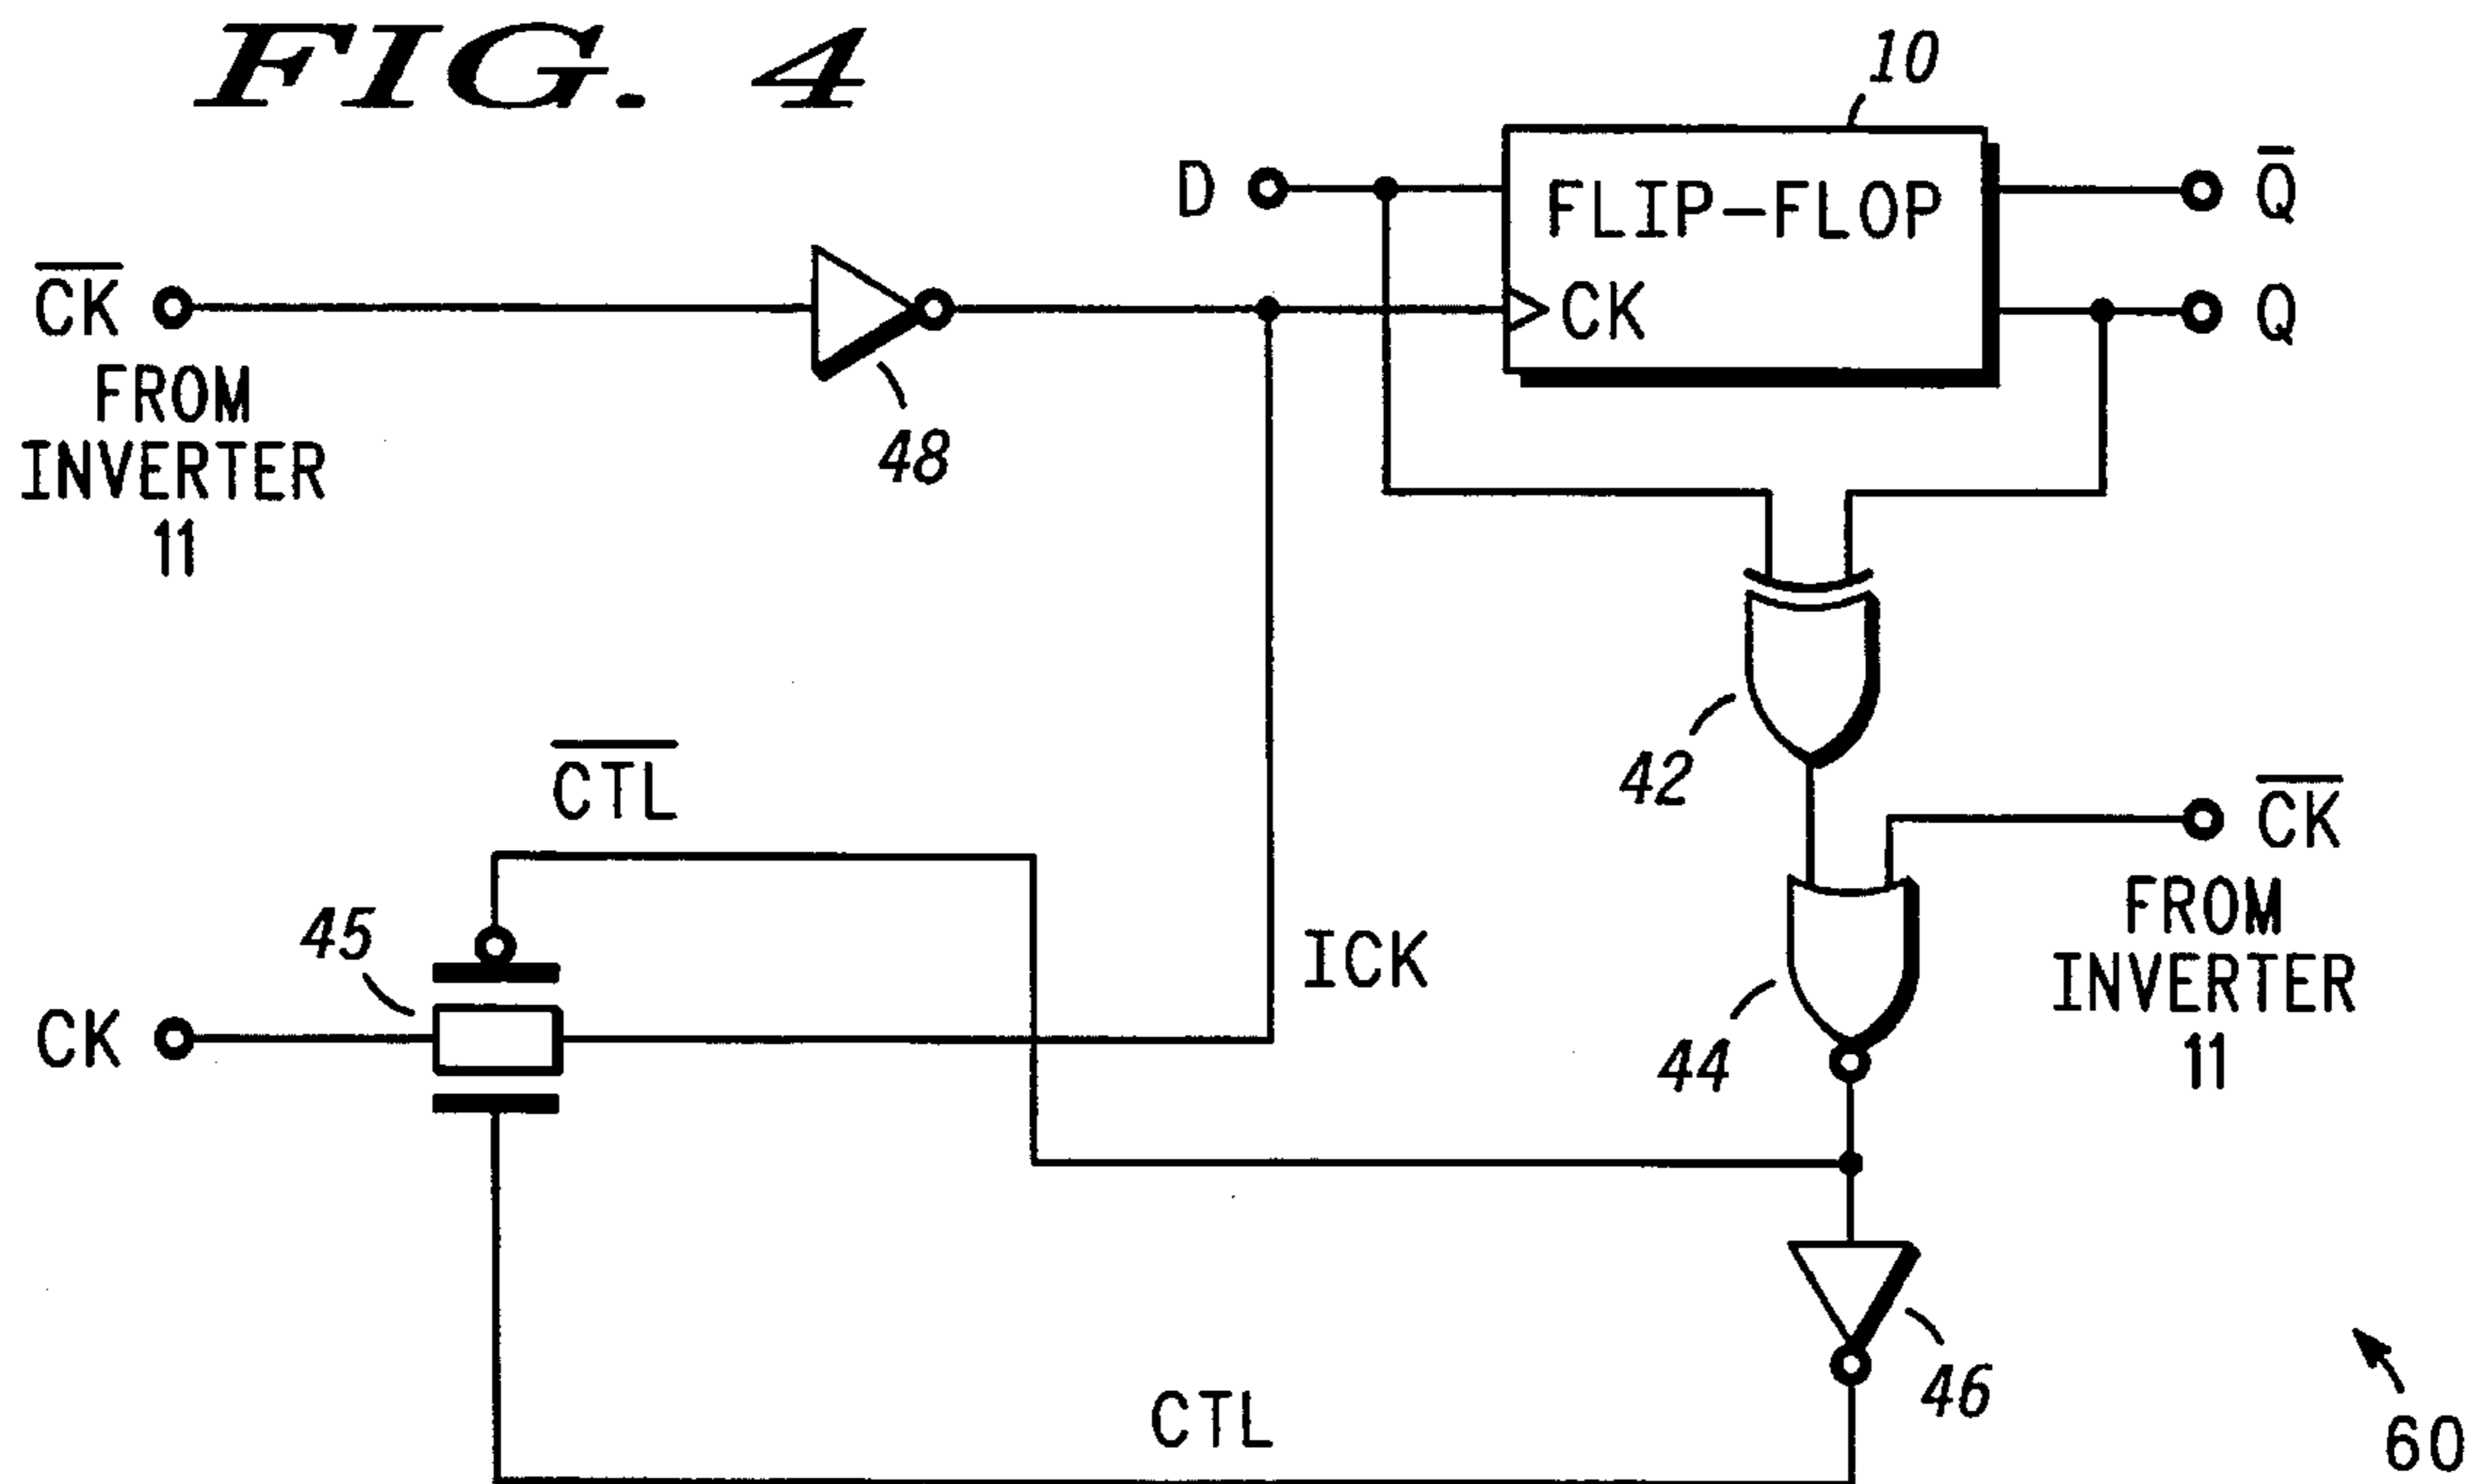 FIG. 4
10
D
FLIP-FLOP
Q̅
C̅K̅
CK
Q
FROM
INVERTER
11
48
42
C̅T̅L̅
C̅K̅
FROM
INVERTER
11
45
ICK
CK
44
46
CTL
60